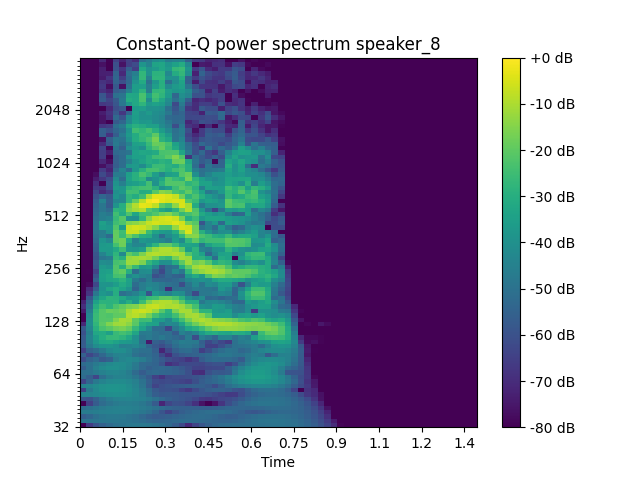 Constant-Q power spectrum speaker_8
Hz
2048
1024
512
256
128
64
32
0 0.15 0.3 0.45 0.6 0.75 0.9 1.1 1.2 1.4
Time
+0 dB
-10 dB
-20 dB
-30 dB
-40 dB
-50 dB
-60 dB
-70 dB
-80 dB